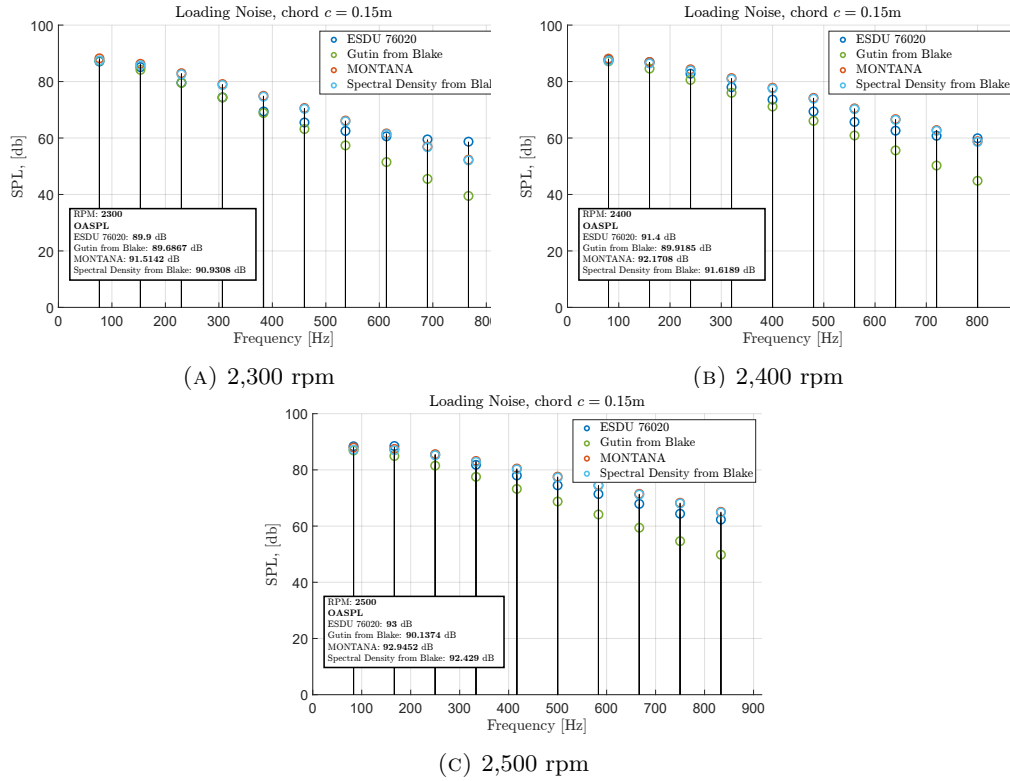 Loading Noise, chord c = 0.15m
100
80
60
40
20
0
SPL, [db]
ESDU 76020
Gutin from Blake
MONTANA
Spectral Density from Blak
RPM: 2300
OASPL
ESDU 76020: 89.9 dB
Gutin from Blake: 89.6867 dB
MONTANA: 91.5142 dB
Spectral Density from Blake: 90.9308 dB
0 100 200 300 400 500 600 700 800
Frequency [Hz]
(A) 2,300 rpm
Loading Noise, chord c = 0.15m
100
80
60
40
20
0
SPL, [db]
ESDU 76020
Gutin from Blake
MONTANA
Spectral Density from Blake
RPM: 2400
OASPL
ESDU 76020: 91.4 dB
Gutin from Blake: 89.9185 dB
MONTANA: 92.1708 dB
Spectral Density from Blake: 91.6189 dB
0 100 200 300 400 500 600 700 800
Frequency [Hz]
(B) 2,400 rpm
Loading Noise, chord c = 0.15m
100
80
60
40
20
0
SPL, [db]
ESDU 76020
Gutin from Blake
MONTANA
Spectral Density from Blake
RPM: 2500
OASPL
ESDU 76020: 93 dB
Gutin from Blake: 90.1374 dB
MONTANA: 92.9452 dB
Spectral Density from Blake: 92.429 dB
0 100 200 300 400 500 600 700 800 900
Frequency [Hz]
(C) 2,500 rpm